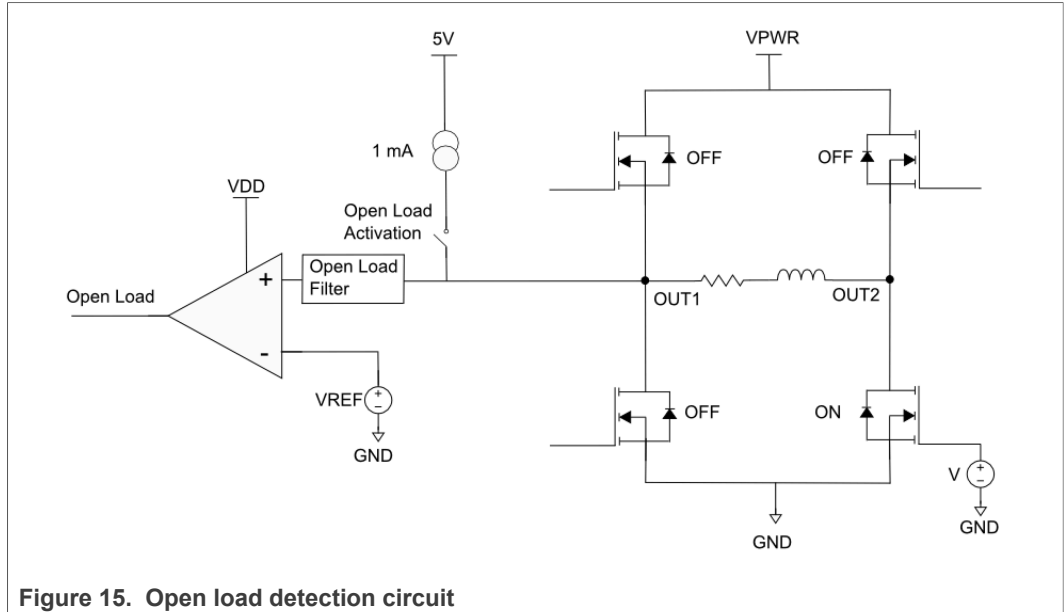 5V
VPWR
1 mA
OFF
OFF
VDD
Open Load
Activation
+
Open Load
Filter
Open Load
OUT1
OUT2
-
VREF
+
−
GND
OFF
ON
V
+
−
GND
GND
Figure 15. Open load detection circuit